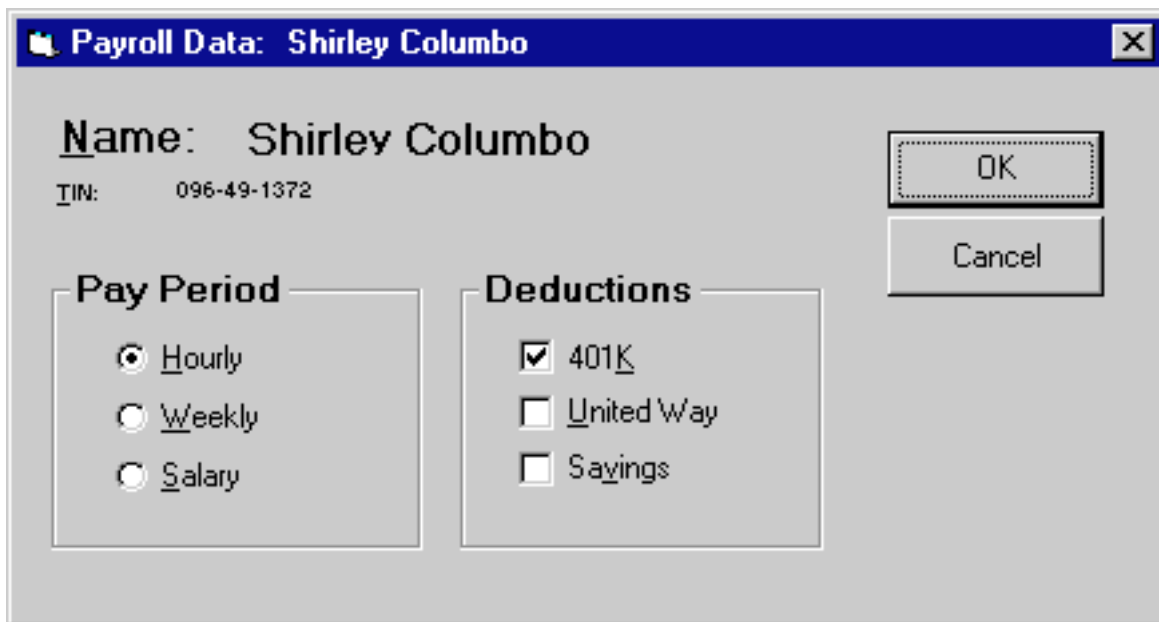 Payroll Data: Shirley Columbo
Name: Shirley Columbo
TIN: 096-49-1372
OK
Cancel
Pay Period
Hourly
Weekly
Salary
Deductions
401K
United Way
Savings